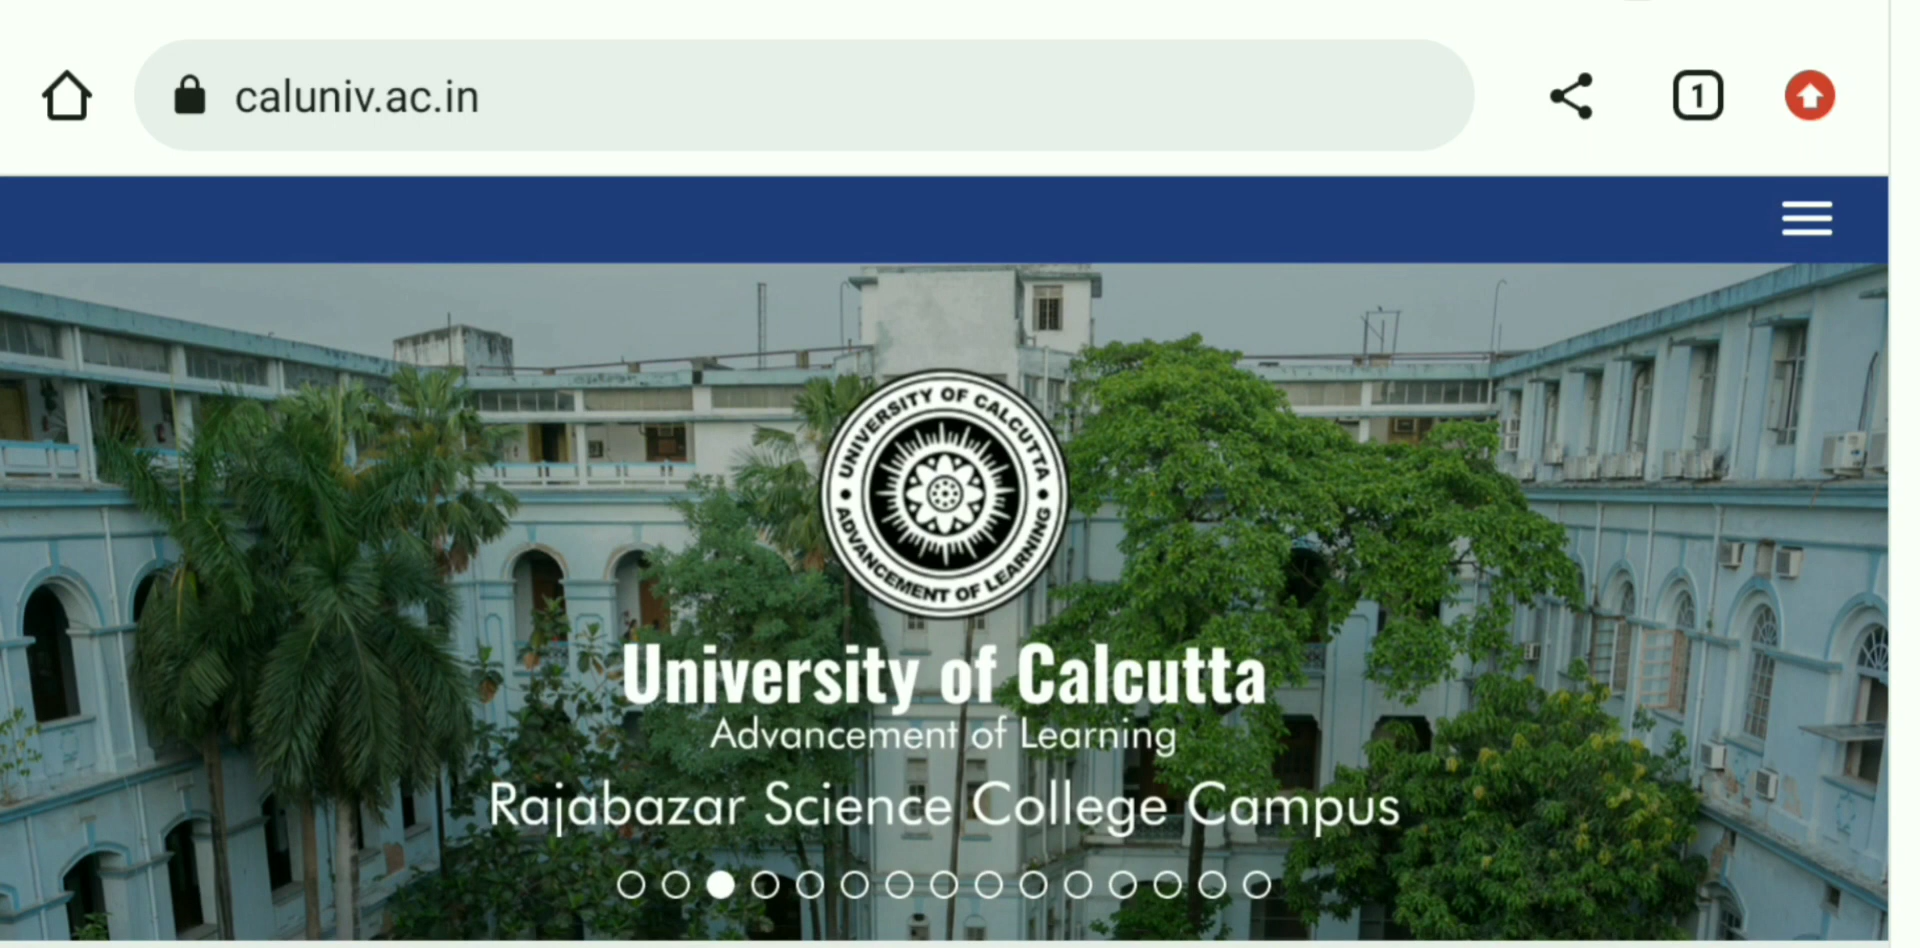 caluniv.ac.in
1
UNIVERSITY OF CALCUTTA
ADVANCEMENT OF LEARNING
University of Calcutta
Advancement of Learning
Rajabazar Science College Campus